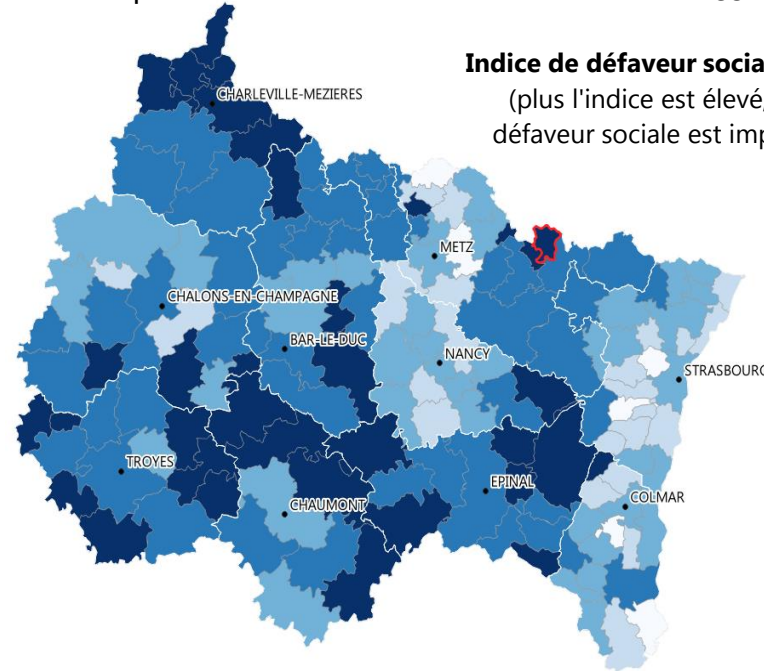 Indice de défaveur socia
(plus l'indice est élevé,
défaveur sociale est imp
CHARLEVILLE-MEZIERES
METZ
CHALONS-EN-CHAMPAGNE
BAR-LE-DUC
NANCY
STRASBOURG
TROYES
EPINAL
CHAUMONT
COLMAR